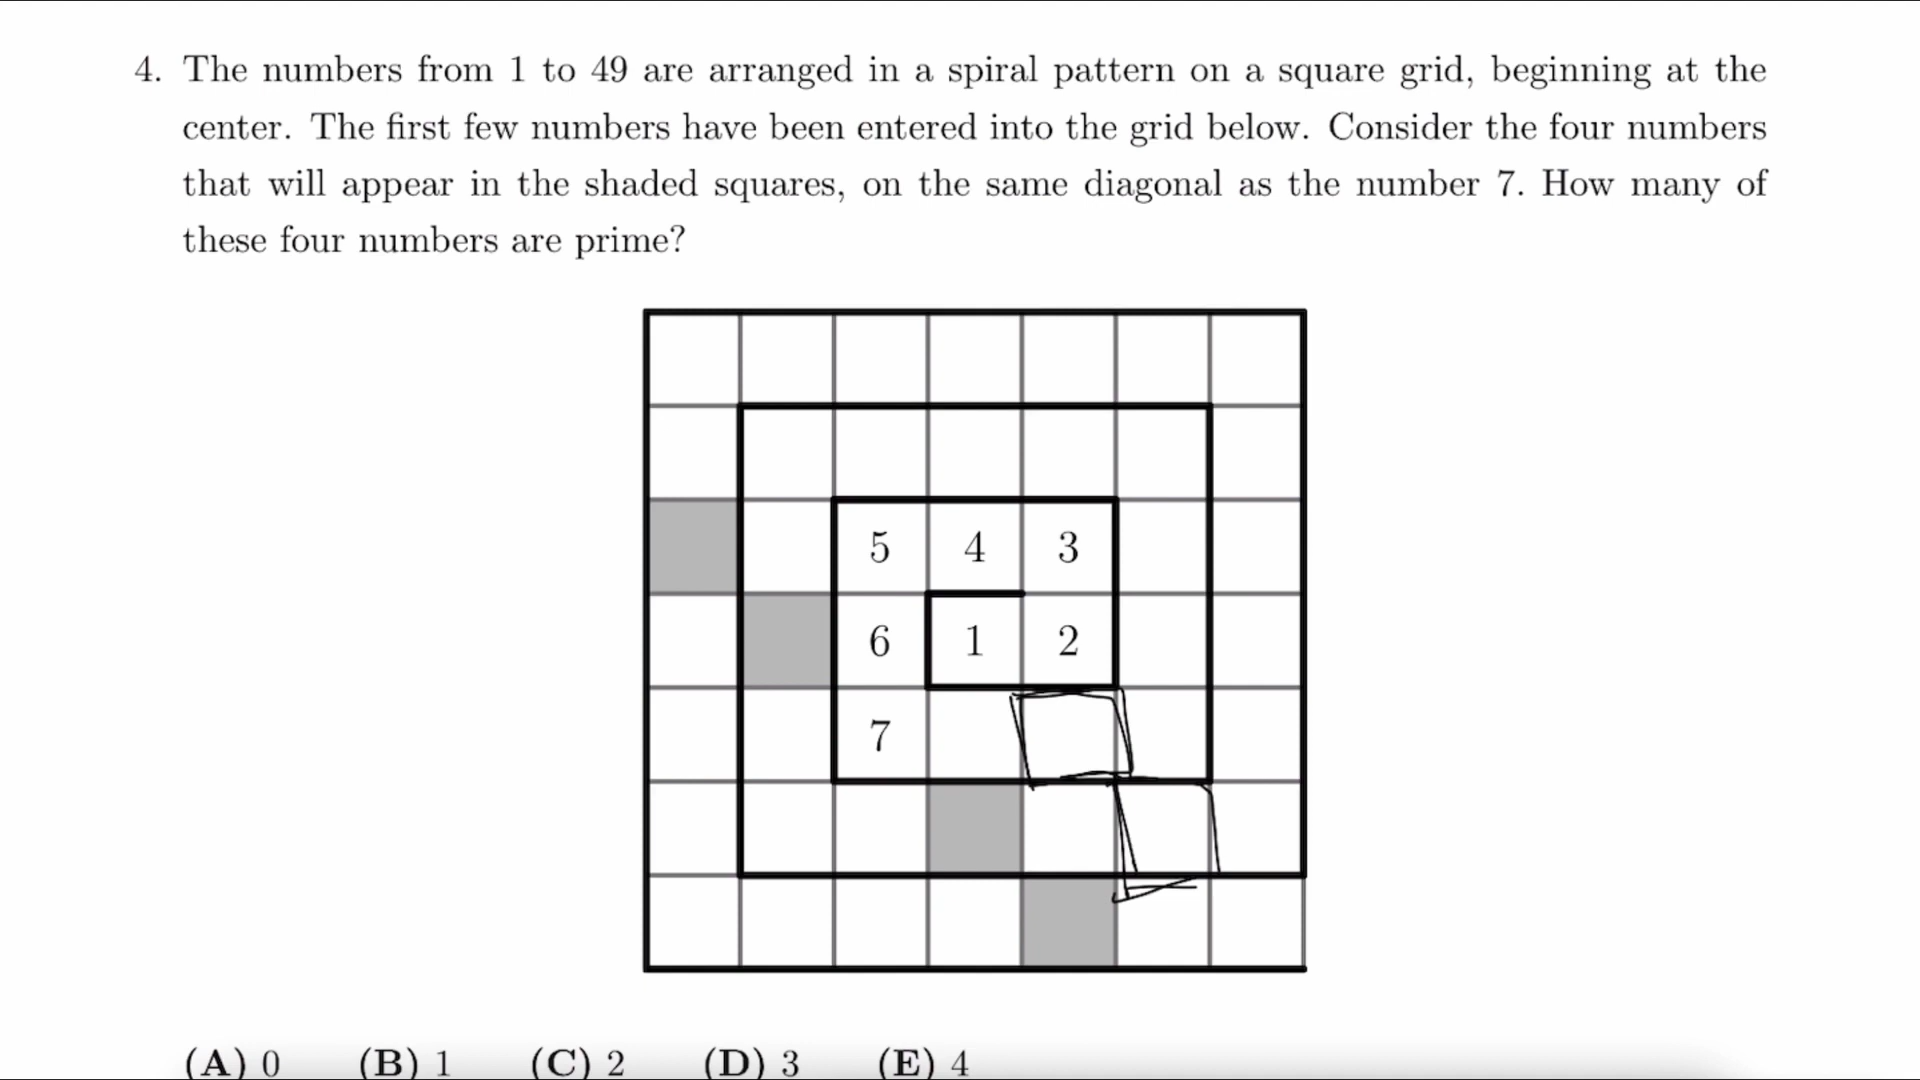 4. The numbers from 1 to 49 are arranged in a spiral pattern on a square grid, beginning at the
center. The first few numbers have been entered into the grid below. Consider the four numbers
that will appear in the shaded squares, on the same diagonal as the number 7. How many of
these four numbers are prime?
5 4 3
6 1 2
7
(A) 0 (B) 1 (C) 2 (D) 3 (E) 4